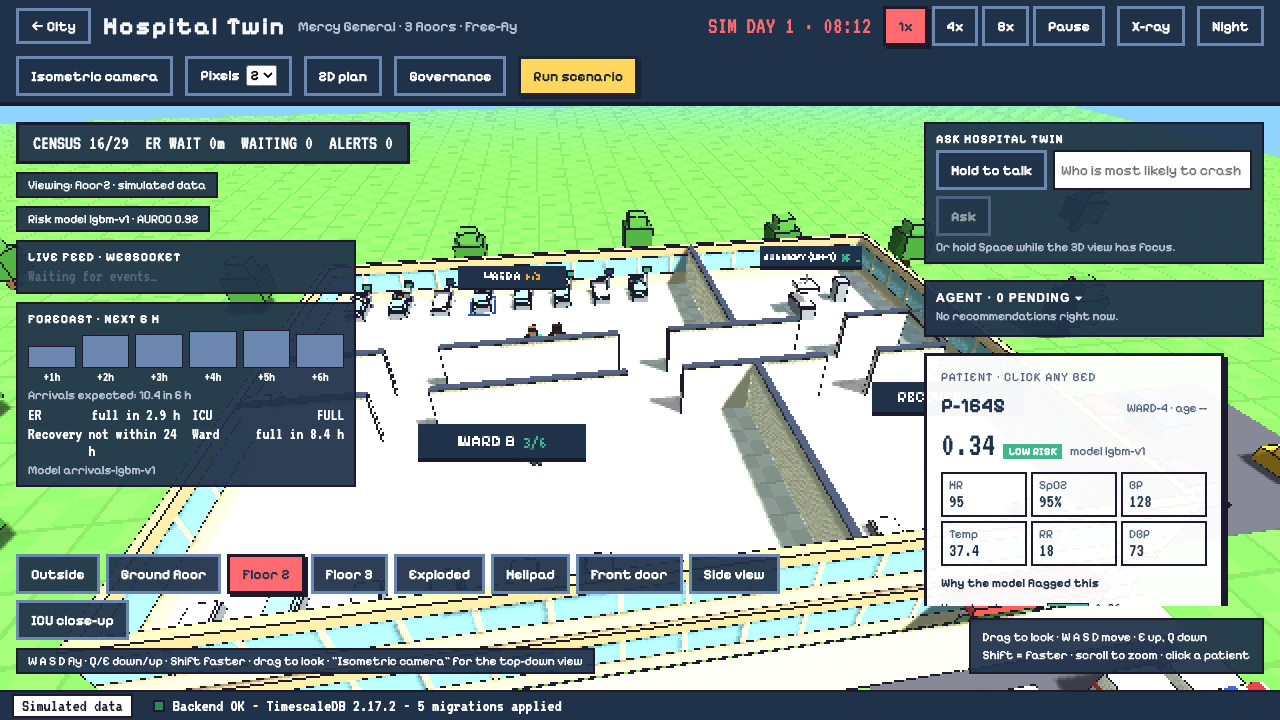 ← City
Hospital Twin
Mercy General · 3 floors · Free-fly
SIM DAY 1 · 08:12
1x
4x
8x
Pause
X-ray
Night
Isometric camera
Pixels 2
2D plan
Governance
Run scenario
CENSUS 16/29 ER WAIT 0m WAITING 0 ALERTS 0
Viewing: floor2 · simulated data
Risk model lgbm-v1 · AUROC 0.92
LIVE FEED · WEBSOCKET
Waiting for events…
FORECAST · NEXT 6 H
+1h +2h +3h +4h +5h +6h
Arrivals expected: 10.4 in 6 h
ER full in 2.9 h ICU FULL
Recovery not within 24 h Ward full in 8.4 h
Model arrivals-lgbm-v1
WARD A
WARD B 3/6
REC
ASK HOSPITAL TWIN
Hold to talk
Who is most likely to crash
Ask
Or hold Space while the 3D view has focus.
AGENT · 0 PENDING
No recommendations right now.
PATIENT · CLICK ANY BED
P-1645
WARD-4 · age —
0.34 LOW RISK model lgbm-v1
HR SpO2 BP
95 95% 128
Temp RR DBP
37.4 18 73
Why the model flagged this
Outside
Ground floor
Floor 2
Floor 3
Exploded
Helipad
Front door
Side view
ICU close-up
W A S D fly · Q/E down/up · Shift faster · drag to look · "Isometric camera" for the top-down view
Drag to look · W A S D move · E up, Q down
Shift = faster · scroll to zoom · click a patient
Simulated data
Backend OK - TimescaleDB 2.17.2 - 5 migrations applied